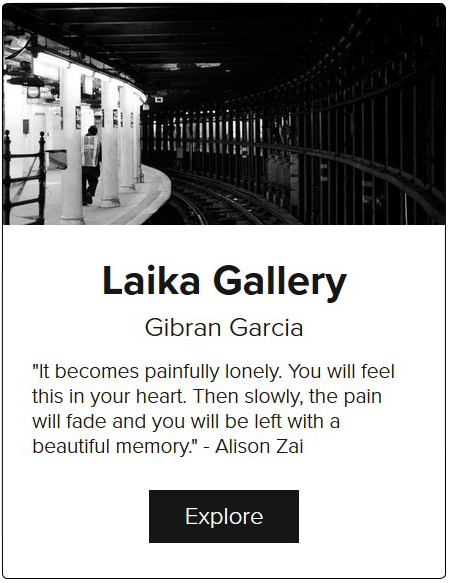 Laika Gallery
Gibran Garcia
"It becomes painfully lonely. You will feel
this in your heart. Then slowly, the pain
will fade and you will be left with a
beautiful memory." - Alison Zai
Explore